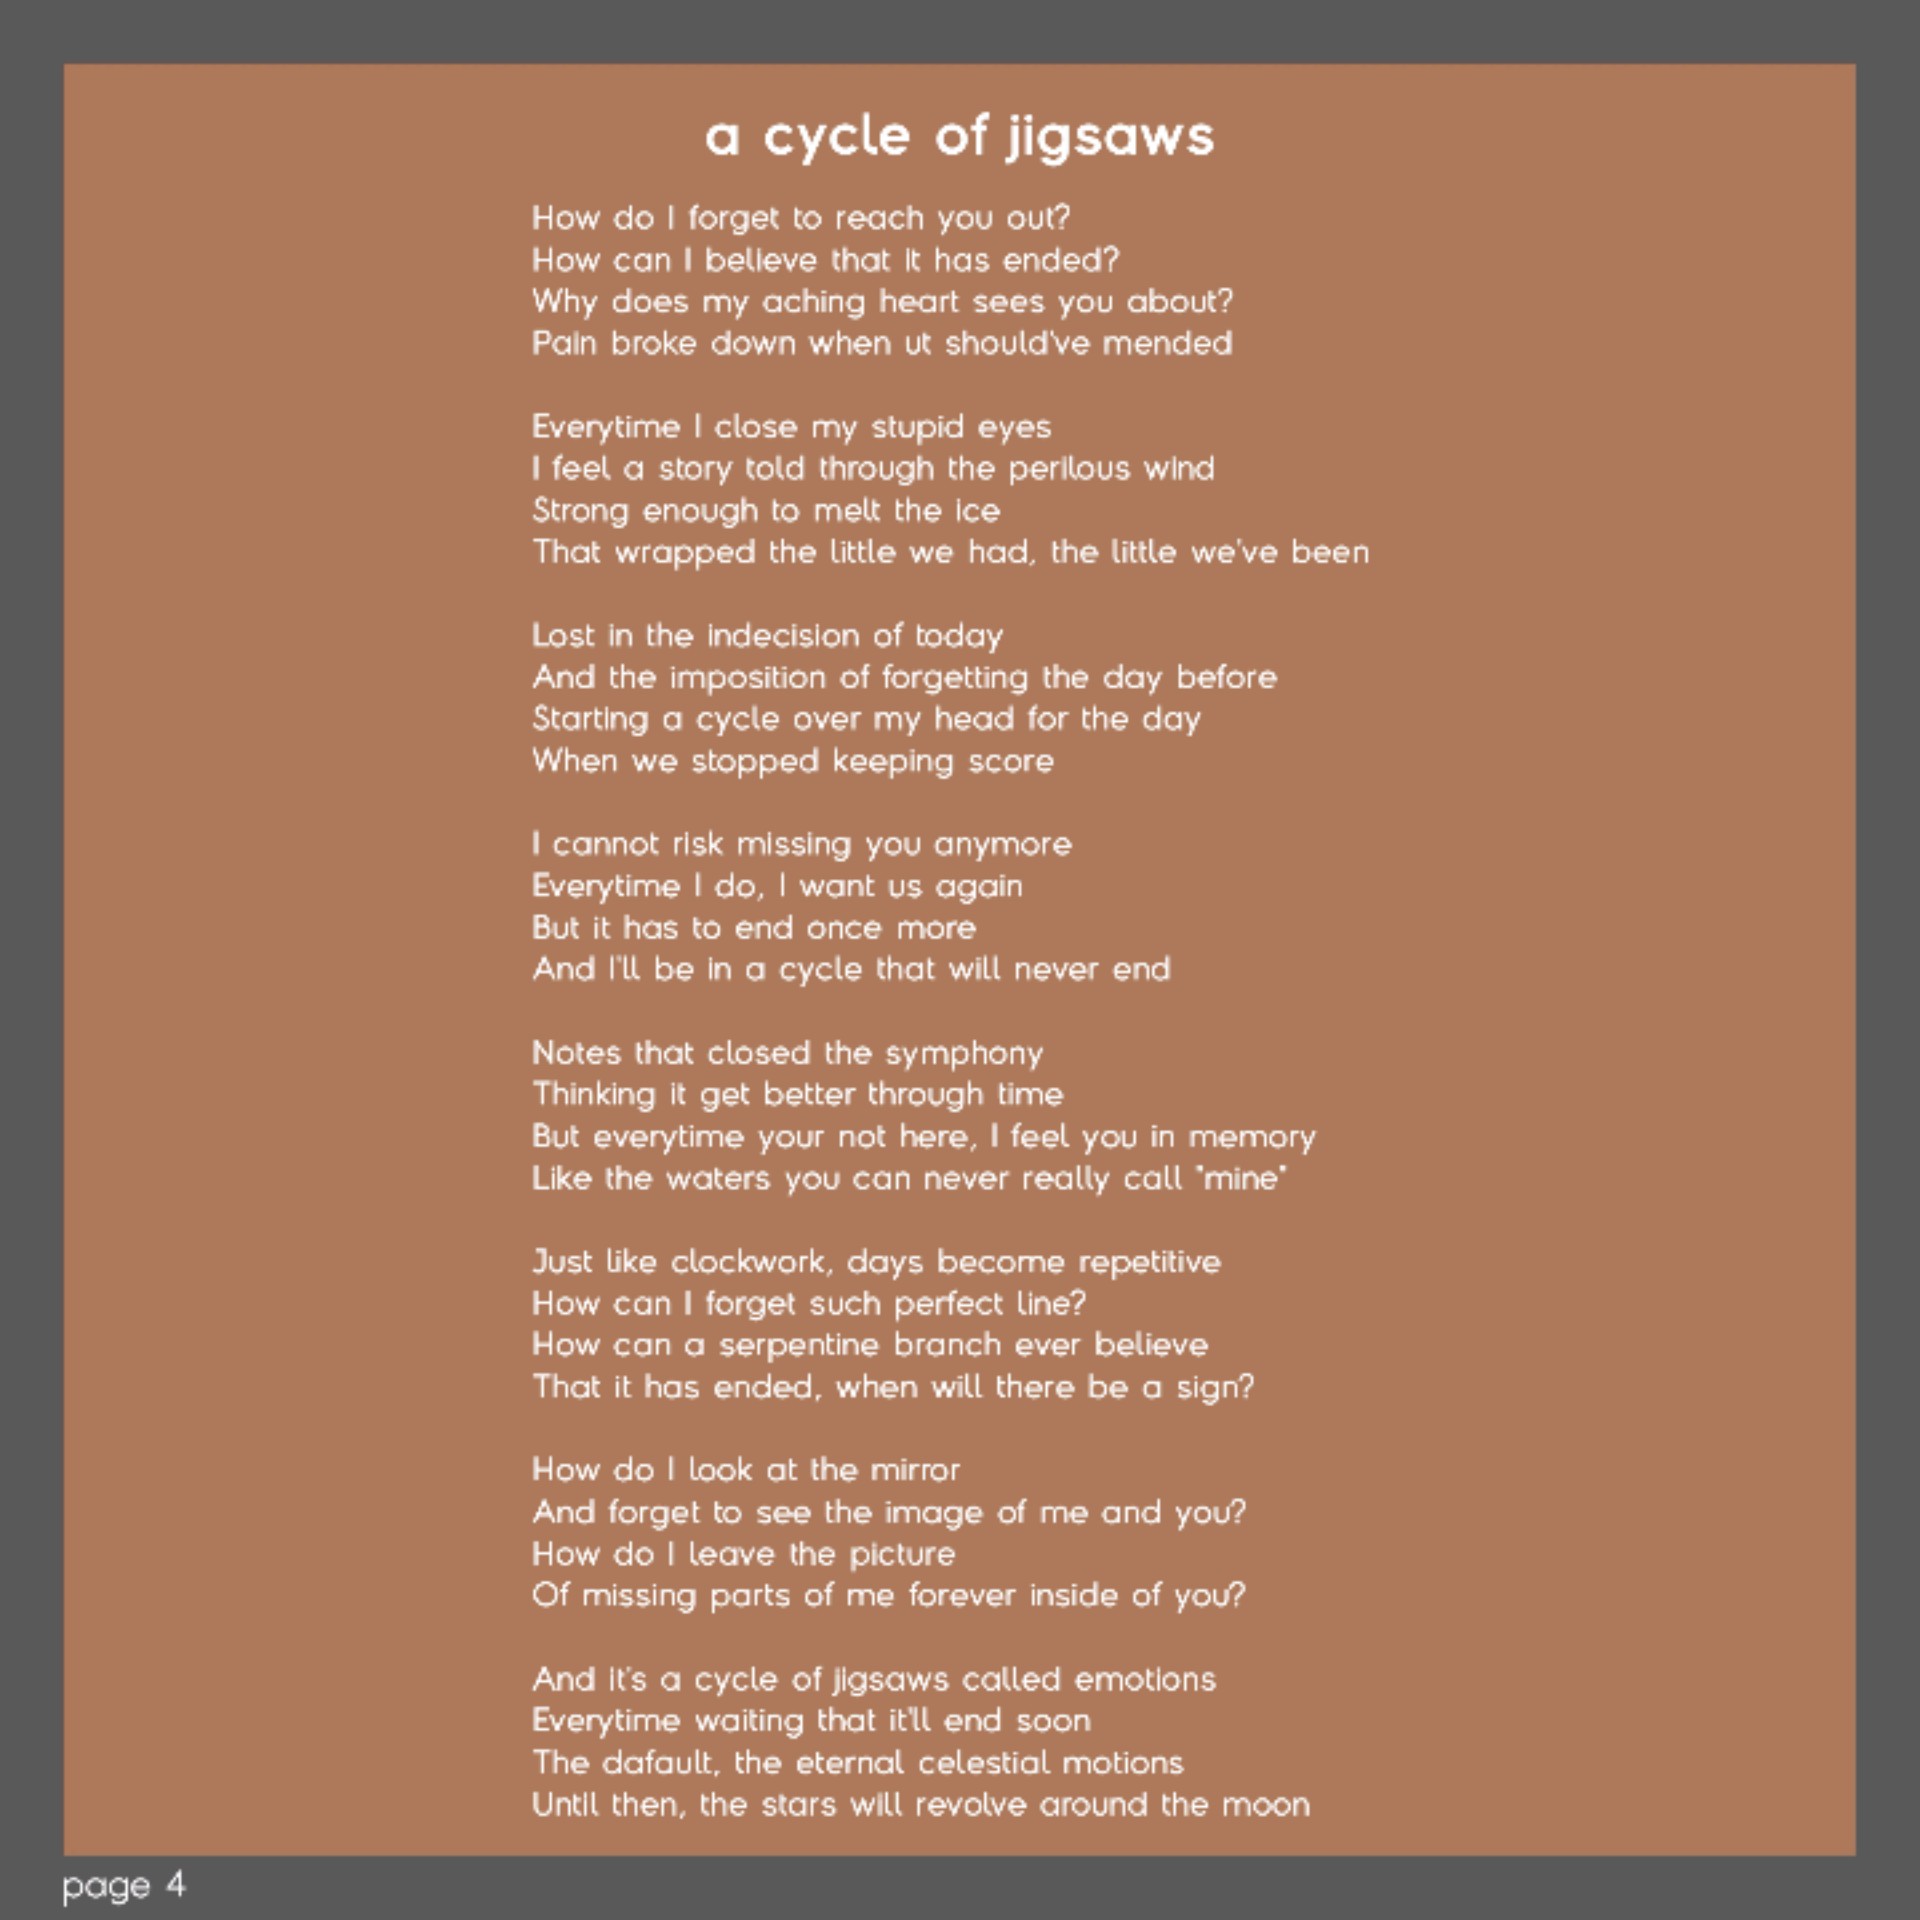 a cycle of jigsaws
How do I forget to reach you out?
How can I believe that it has ended?
Why does my aching heart sees you about?
Pain broke down when ut should've mended
Everytime I close my stupid eyes
I feel a story told through the perilous wind
Strong enough to melt the ice
That wrapped the little we had, the little we've been
Lost in the indecision of today
And the imposition of forgetting the day before
Starting a cycle over my head for the day
When we stopped keeping score
I cannot risk missing you anymore
Everytime I do, I want us again
But it has to end once more
And I'll be in a cycle that will never end
Notes that closed the symphony
Thinking it get better through time
But everytime your not here, I feel you in memory
Like the waters you can never really call "mine"
Just like clockwork, days become repetitive
How can I forget such perfect line?
How can a serpentine branch ever believe
That it has ended, when will there be a sign?
How do I look at the mirror
And forget to see the image of me and you?
How do I leave the picture
Of missing parts of me forever inside of you?
And it's a cycle of jigsaws called emotions
Everytime waiting that it'll end soon
The dafault, the eternal celestial motions
Until then, the stars will revolve around the moon
page 4